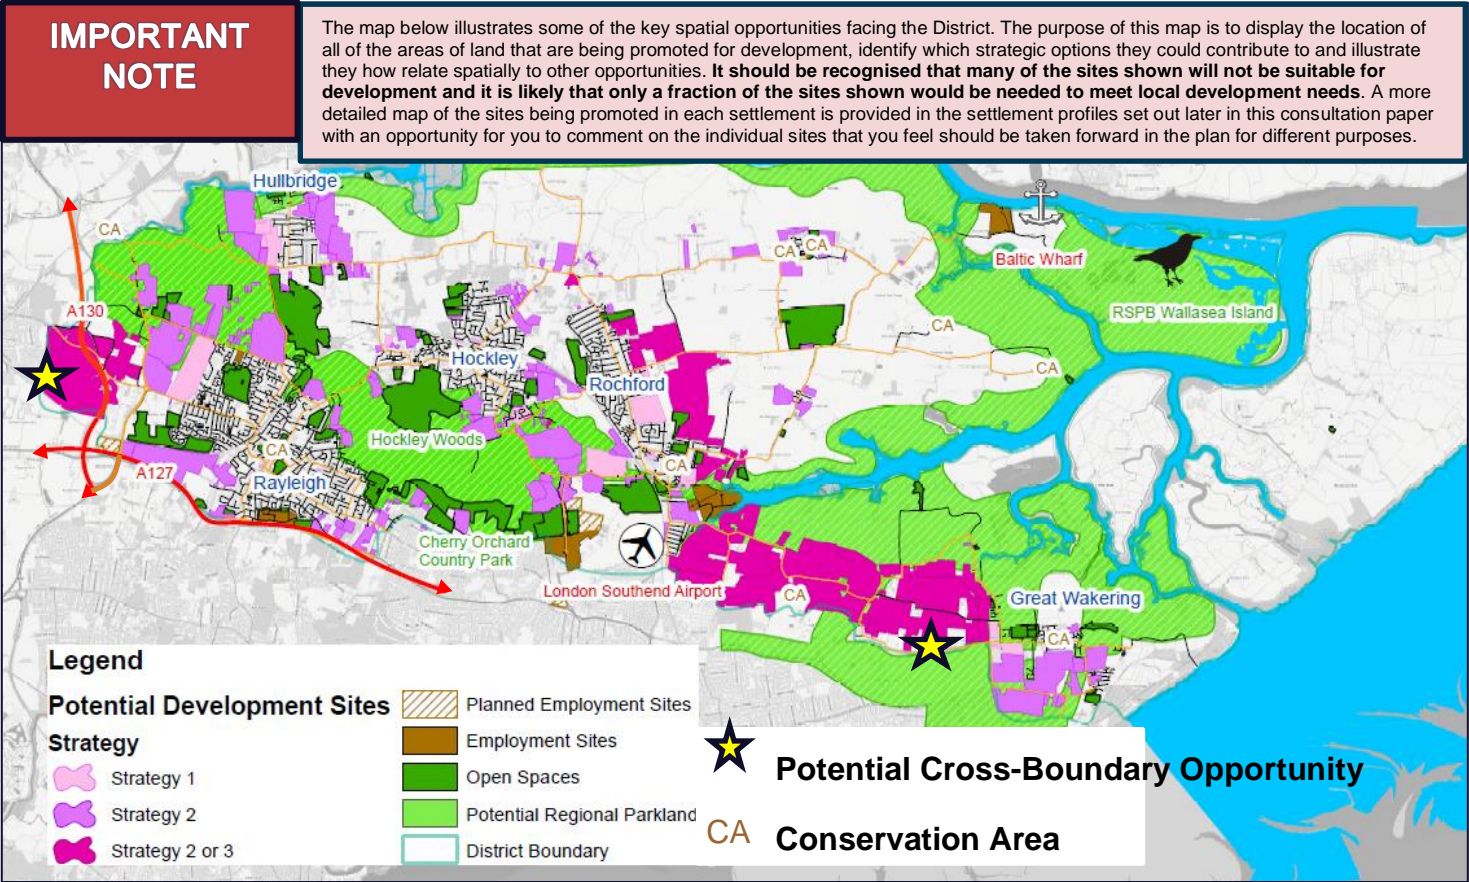 IMPORTANT
NOTE
The map below illustrates some of the key spatial opportunities facing the District. The purpose of this map is to display the location of
all of the areas of land that are being promoted for development, identify which strategic options they could contribute to and illustrate
they how relate spatially to other opportunities. It should be recognised that many of the sites shown will not be suitable for
development and it is likely that only a fraction of the sites shown would be needed to meet local development needs. A more
detailed map of the sites being promoted in each settlement is provided in the settlement profiles set out later in this consultation paper
with an opportunity for you to comment on the individual sites that you feel should be taken forward in the plan for different purposes.
Hullbridge
CA
CA
CA
Baltic Wharf
A130
RSPB Wallasea Island
CA
Hockley
CA
Rochford
Hockley Woods
CA
CA
A127
Rayleigh
Cherry Orchard
Country Park
London Southend Airport
CA
Great Wakering
CA
Legend
Potential Development Sites
Strategy
Strategy 1
Strategy 2
Strategy 2 or 3
Planned Employment Sites
Employment Sites
Open Spaces
Potential Regional Parkland
District Boundary
Potential Cross-Boundary Opportunity
CA
Conservation Area